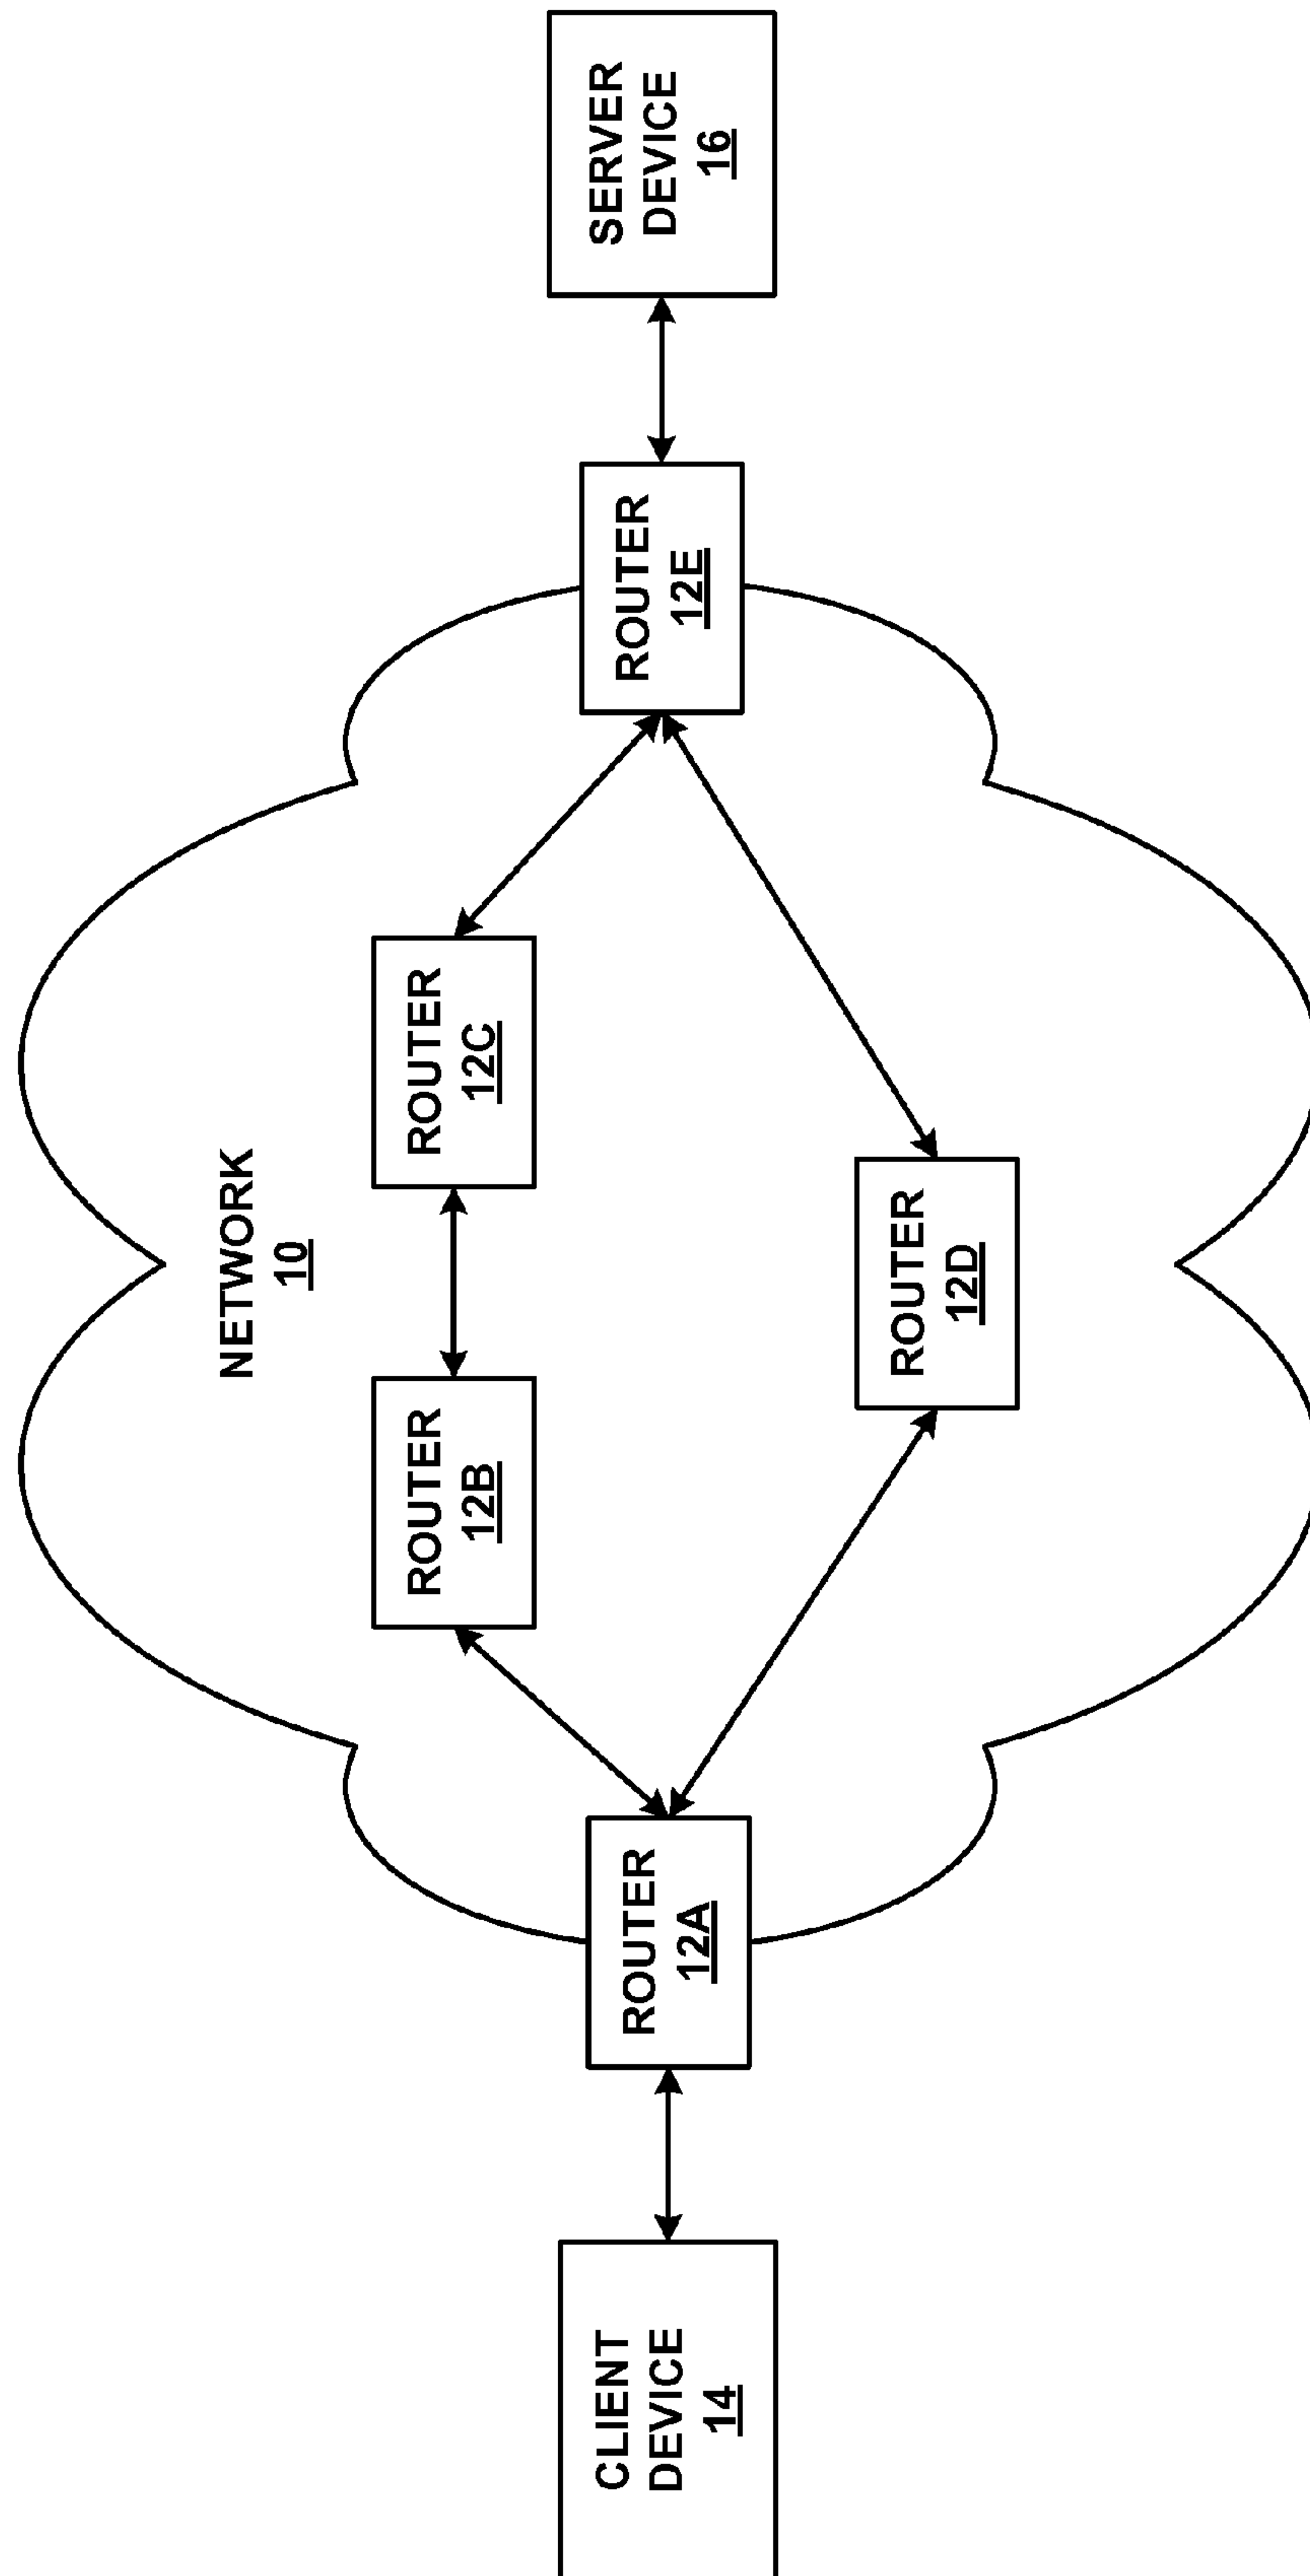 NETWORK
10
CLIENT
DEVICE
14
ROUTER
12A
ROUTER
12B
ROUTER
12C
ROUTER
12D
ROUTER
12E
SERVER
DEVICE
16